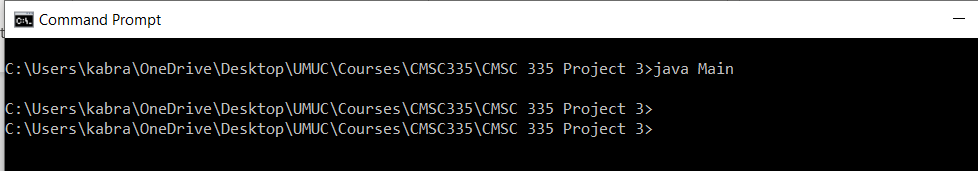 Command Prompt
C:\Users\kabra\OneDrive\Desktop\UMUC\Courses\CMSC335\CMSC 335 Project 3>java Main
C:\Users\kabra\OneDrive\Desktop\UMUC\Courses\CMSC335\CMSC 335 Project 3>
C:\Users\kabra\OneDrive\Desktop\UMUC\Courses\CMSC335\CMSC 335 Project 3>